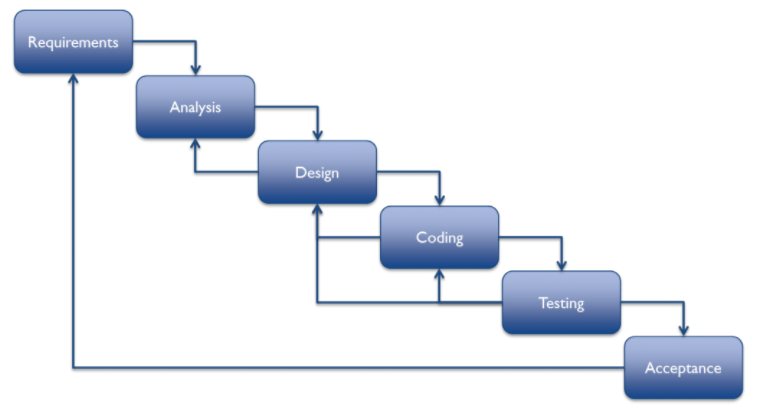 Requirements
Analysis
Design
Coding
Testing
Acceptance